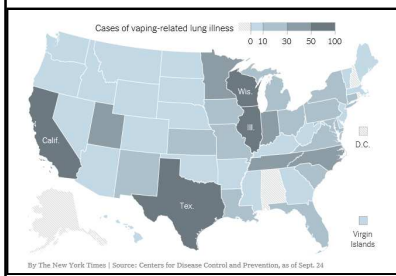 Cases of vaping-related lung illness 0 10 30 50 100
Wis.
Calif.
Ill.
D.C.
Tex.
Virgin
Islands
By The New York Times | Source: Centers for Disease Control and Prevention, as of Sept. 24